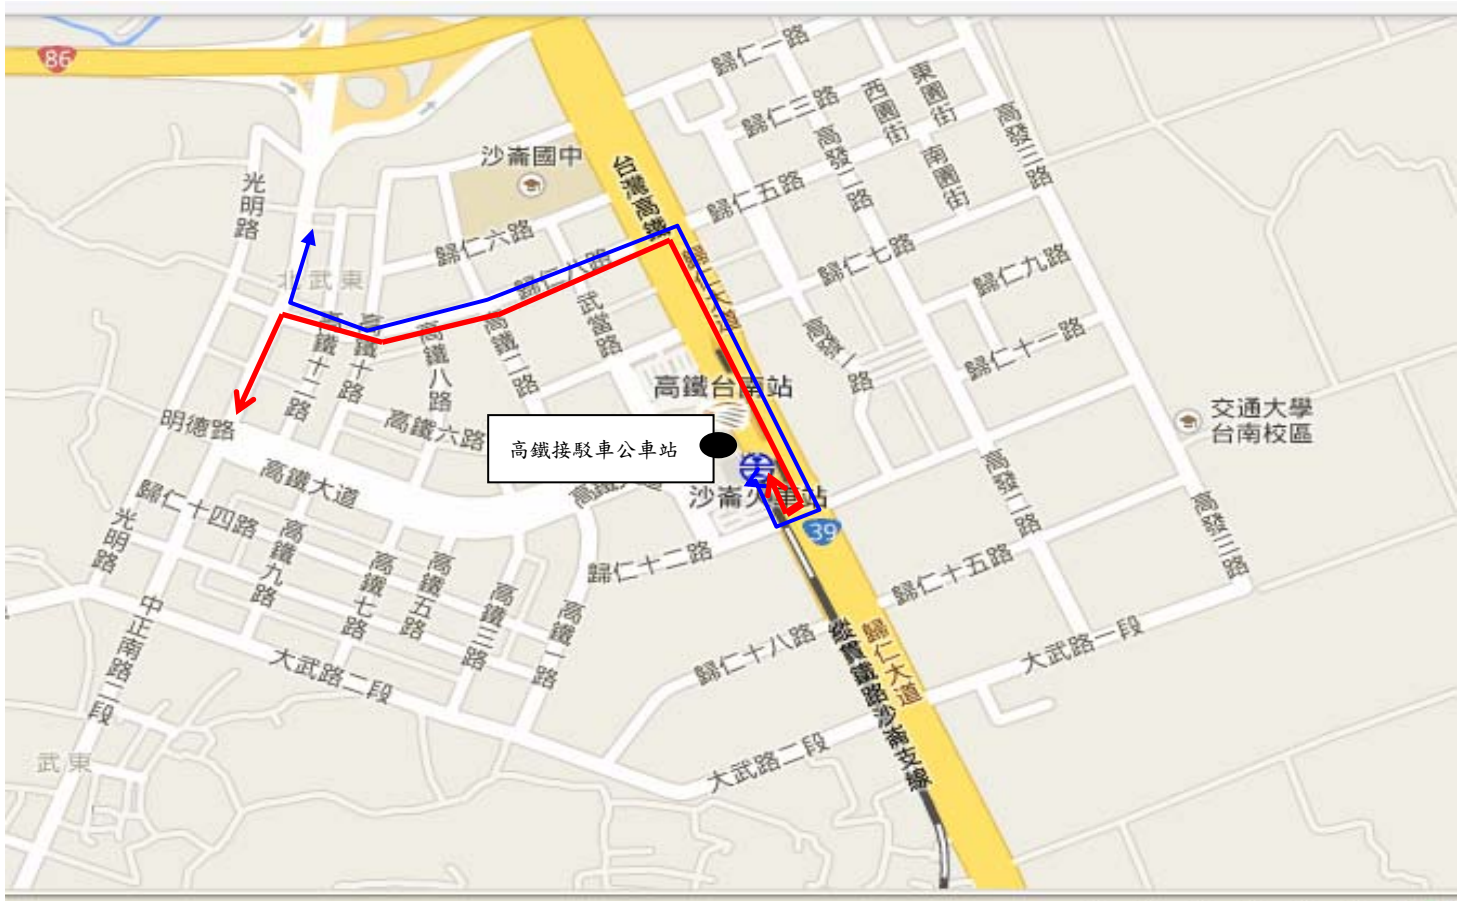 86
歸仁一路
東園街
西園街
歸仁三路
高發三路
沙崙國中
高發二路
南園街
台灣高鐵
光明路
歸仁五路
歸仁六路
歸仁七路
歸仁大道
歸仁八路
歸仁九路
北武東
武當路
高鐵十二路
高鐵十路
高鐵八路
高鐵二路
高發一路
歸仁十一路
高鐵台南站
交通大學
台南校區
明德路
高鐵六路
高鐵接駁車公車站
高鐵大道
沙崙火車站
高發二路
歸仁十四路
高發三路
39
光明路
高鐵九路
高鐵七路
高鐵五路
高鐵三路
高鐵一路
歸仁十二路
歸仁十五路
中正南路二段
歸仁十八路
歸仁大道
縱貫鐵路沙崙支線
大武路一段
大武路二段
大武路二段
武東